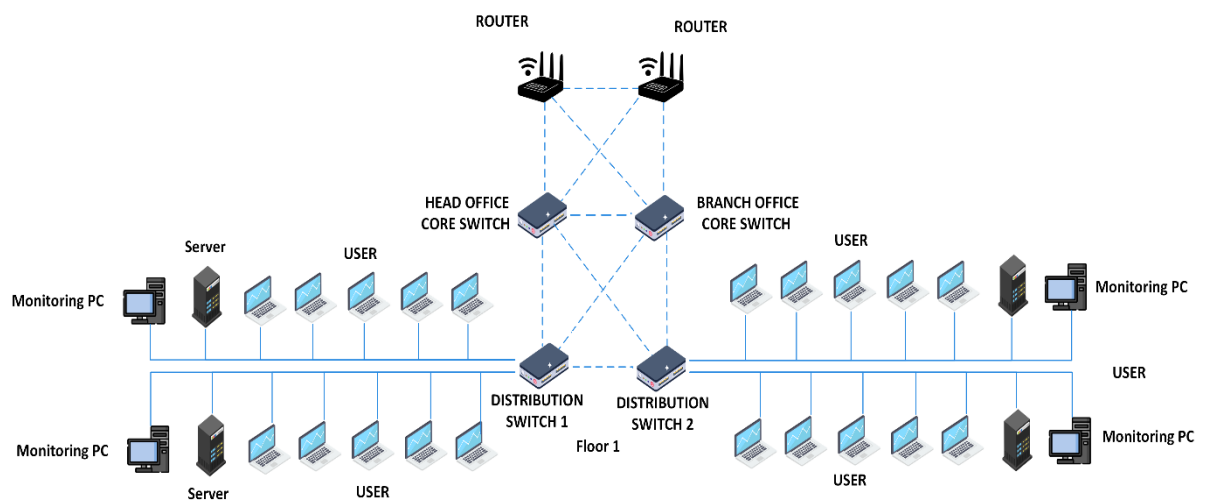 ROUTER
ROUTER
HEAD OFFICE
CORE SWITCH
BRANCH OFFICE
CORE SWITCH
Server
USER
USER
Monitoring PC
Monitoring PC
USER
DISTRIBUTION
SWITCH 1
DISTRIBUTION
SWITCH 2
Floor 1
Monitoring PC
Monitoring PC
Server
USER
USER